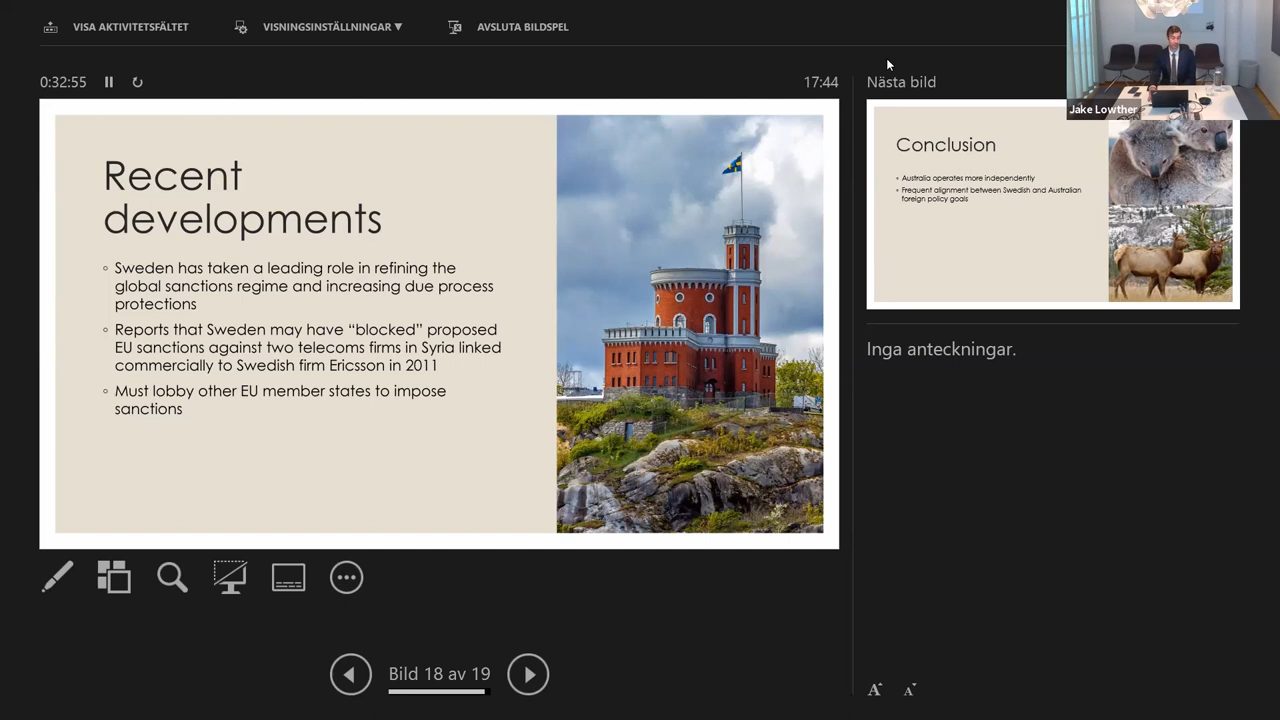 VISA AKTIVITETSFÄLTET
VISNINGSINSTÄLLNINGAR ▼
AVSLUTA BILDSPEL
0:32:55
17:44
Recent
developments
◦ Sweden has taken a leading role in refining the
global sanctions regime and increasing due process
protections
◦ Reports that Sweden may have “blocked” proposed
EU sanctions against two telecoms firms in Syria linked
commercially to Swedish firm Ericsson in 2011
◦ Must lobby other EU member states to impose
sanctions
Bild 18 av 19
Nästa bild
Jake Lowther
Conclusion
◦ Australia operates more independently
◦ Frequent alignment between Swedish and Australian
foreign policy goals
Inga anteckningar.
A A